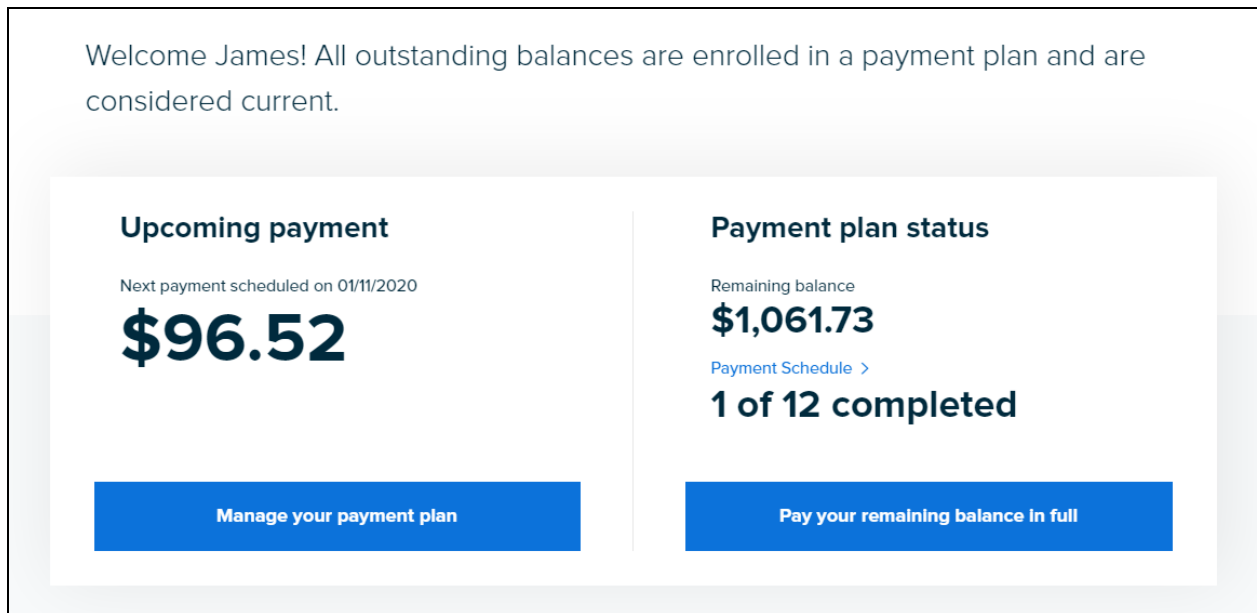 Welcome James! All outstanding balances are enrolled in a payment plan and are
considered current.
Upcoming payment
Next payment scheduled on 01/11/2020
$96.52
Manage your payment plan
Payment plan status
Remaining balance
$1,061.73
Payment Schedule >
1 of 12 completed
Pay your remaining balance in full